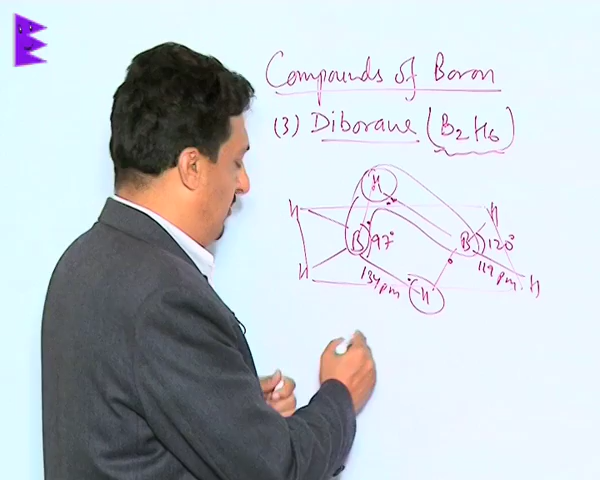 Compounds of Boron
(3) Diborane (B2H6)
H
H H
B 97° B 120°
H 134 pm 119 pm
H H